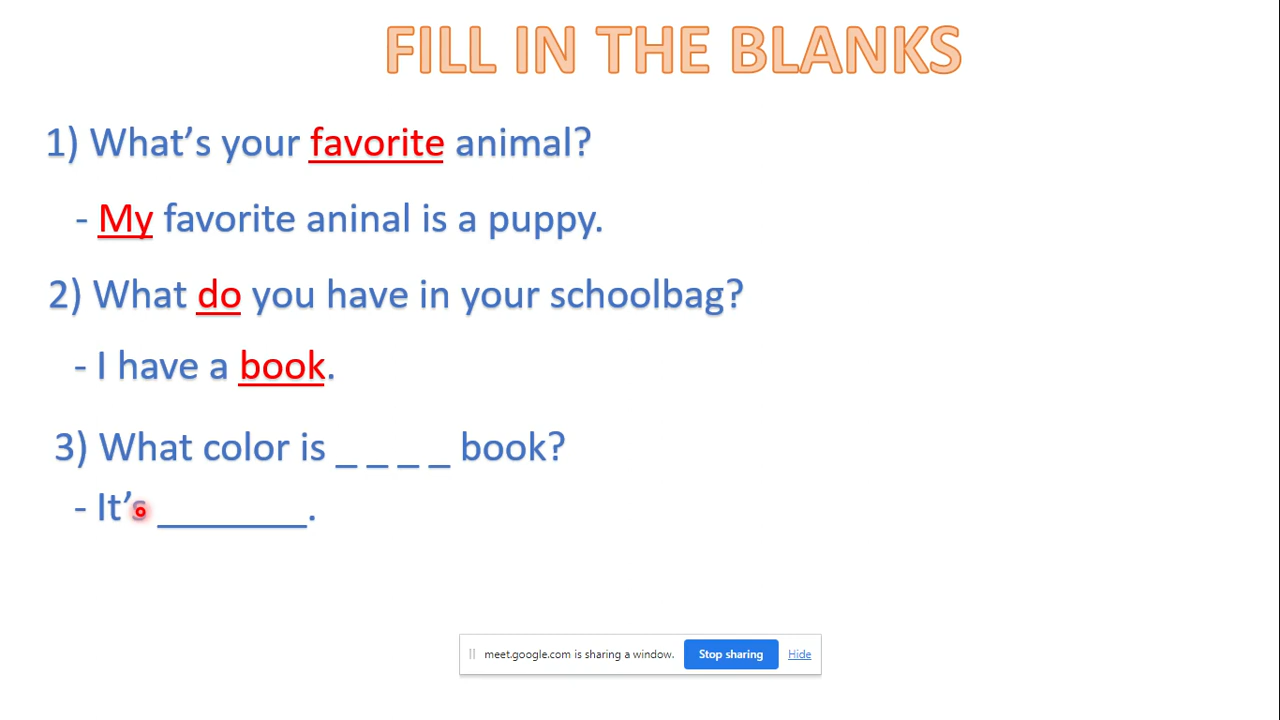 FILL IN THE BLANKS
1) What's your favorite animal?
- My favorite aninal is a puppy.
2) What do you have in your schoolbag?
- I have a book.
3) What color is _ _ _ _ book?
- It's _______.
meet.google.com is sharing a window. Stop sharing Hide